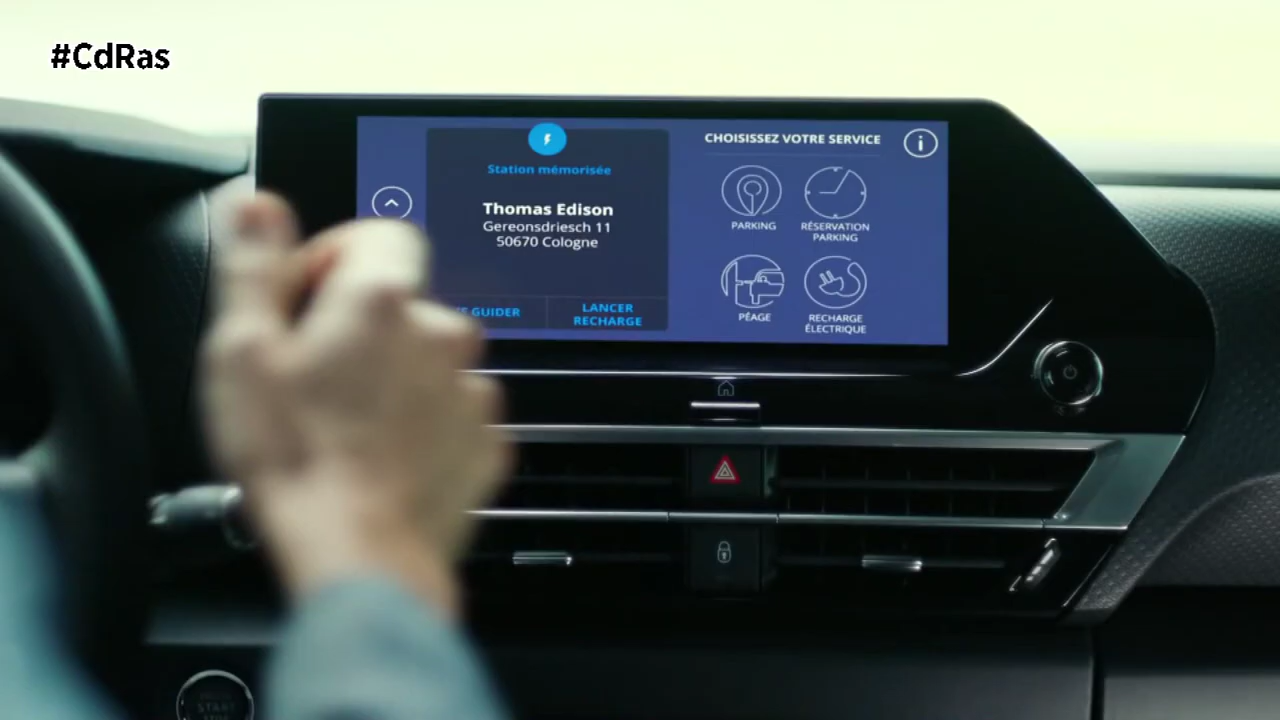 #CdRas
Station mémorisée
Thomas Edison
Gereonsdriesch 11
50670 Cologne
GUIDER
LANCER
RECHARGE
CHOISISSEZ VOTRE SERVICE
i
PARKING
RÉSERVATION
PARKING
PÉAGE
RECHARGE
ÉLECTRIQUE
START